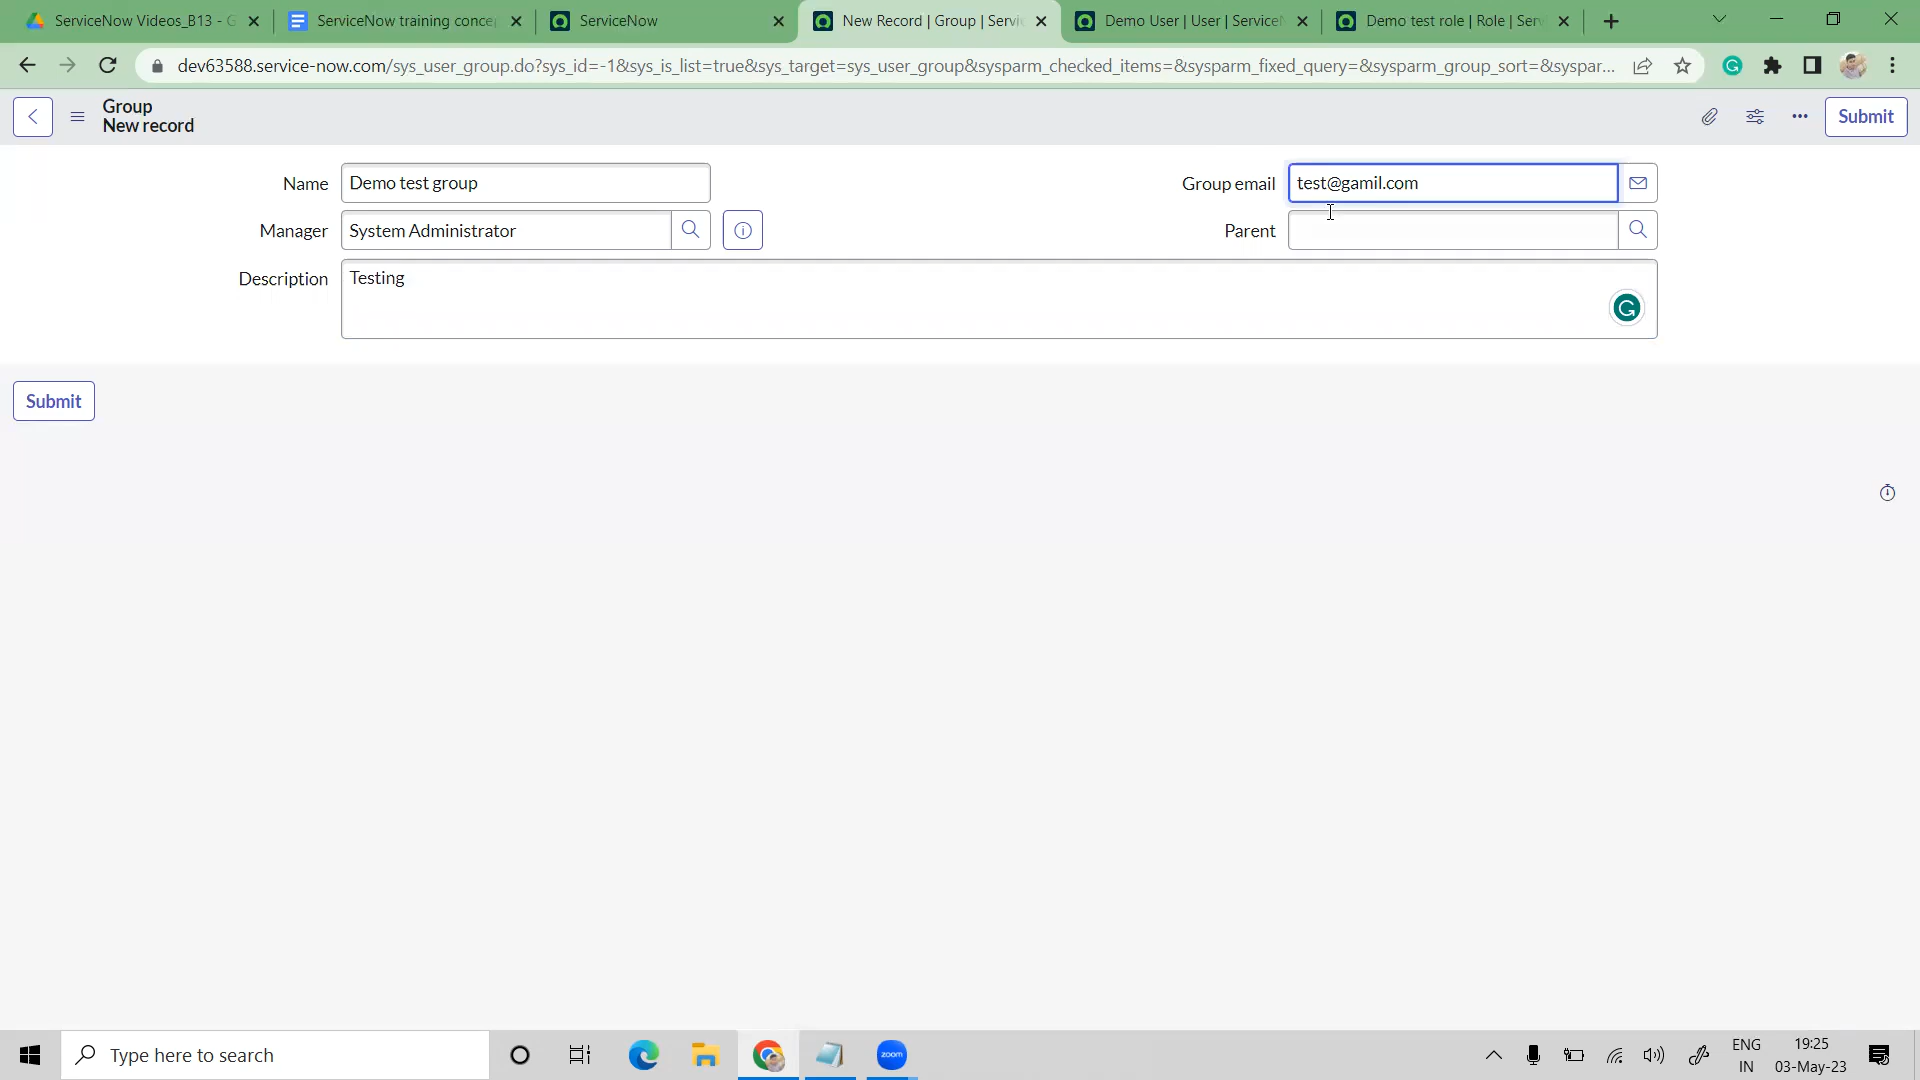 ServiceNow Videos_B13 - G
ServiceNow training conce
ServiceNow
New Record | Group | Servi
Demo User | User | ServiceN
Demo test role | Role | Serv
dev63588.service-now.com/sys_user_group.do?sys_id=-1&sys_is_list=true&sys_target=sys_user_group&sysparm_checked_items=&sysparm_fixed_query=&sysparm_group_sort=&syspar...
Group
New record
Submit
Name
Demo test group
Group email
test@gamil.com
Manager
System Administrator
Parent
Description
Testing
Submit
Type here to search
zoom
ENG
IN
19:25
03-May-23